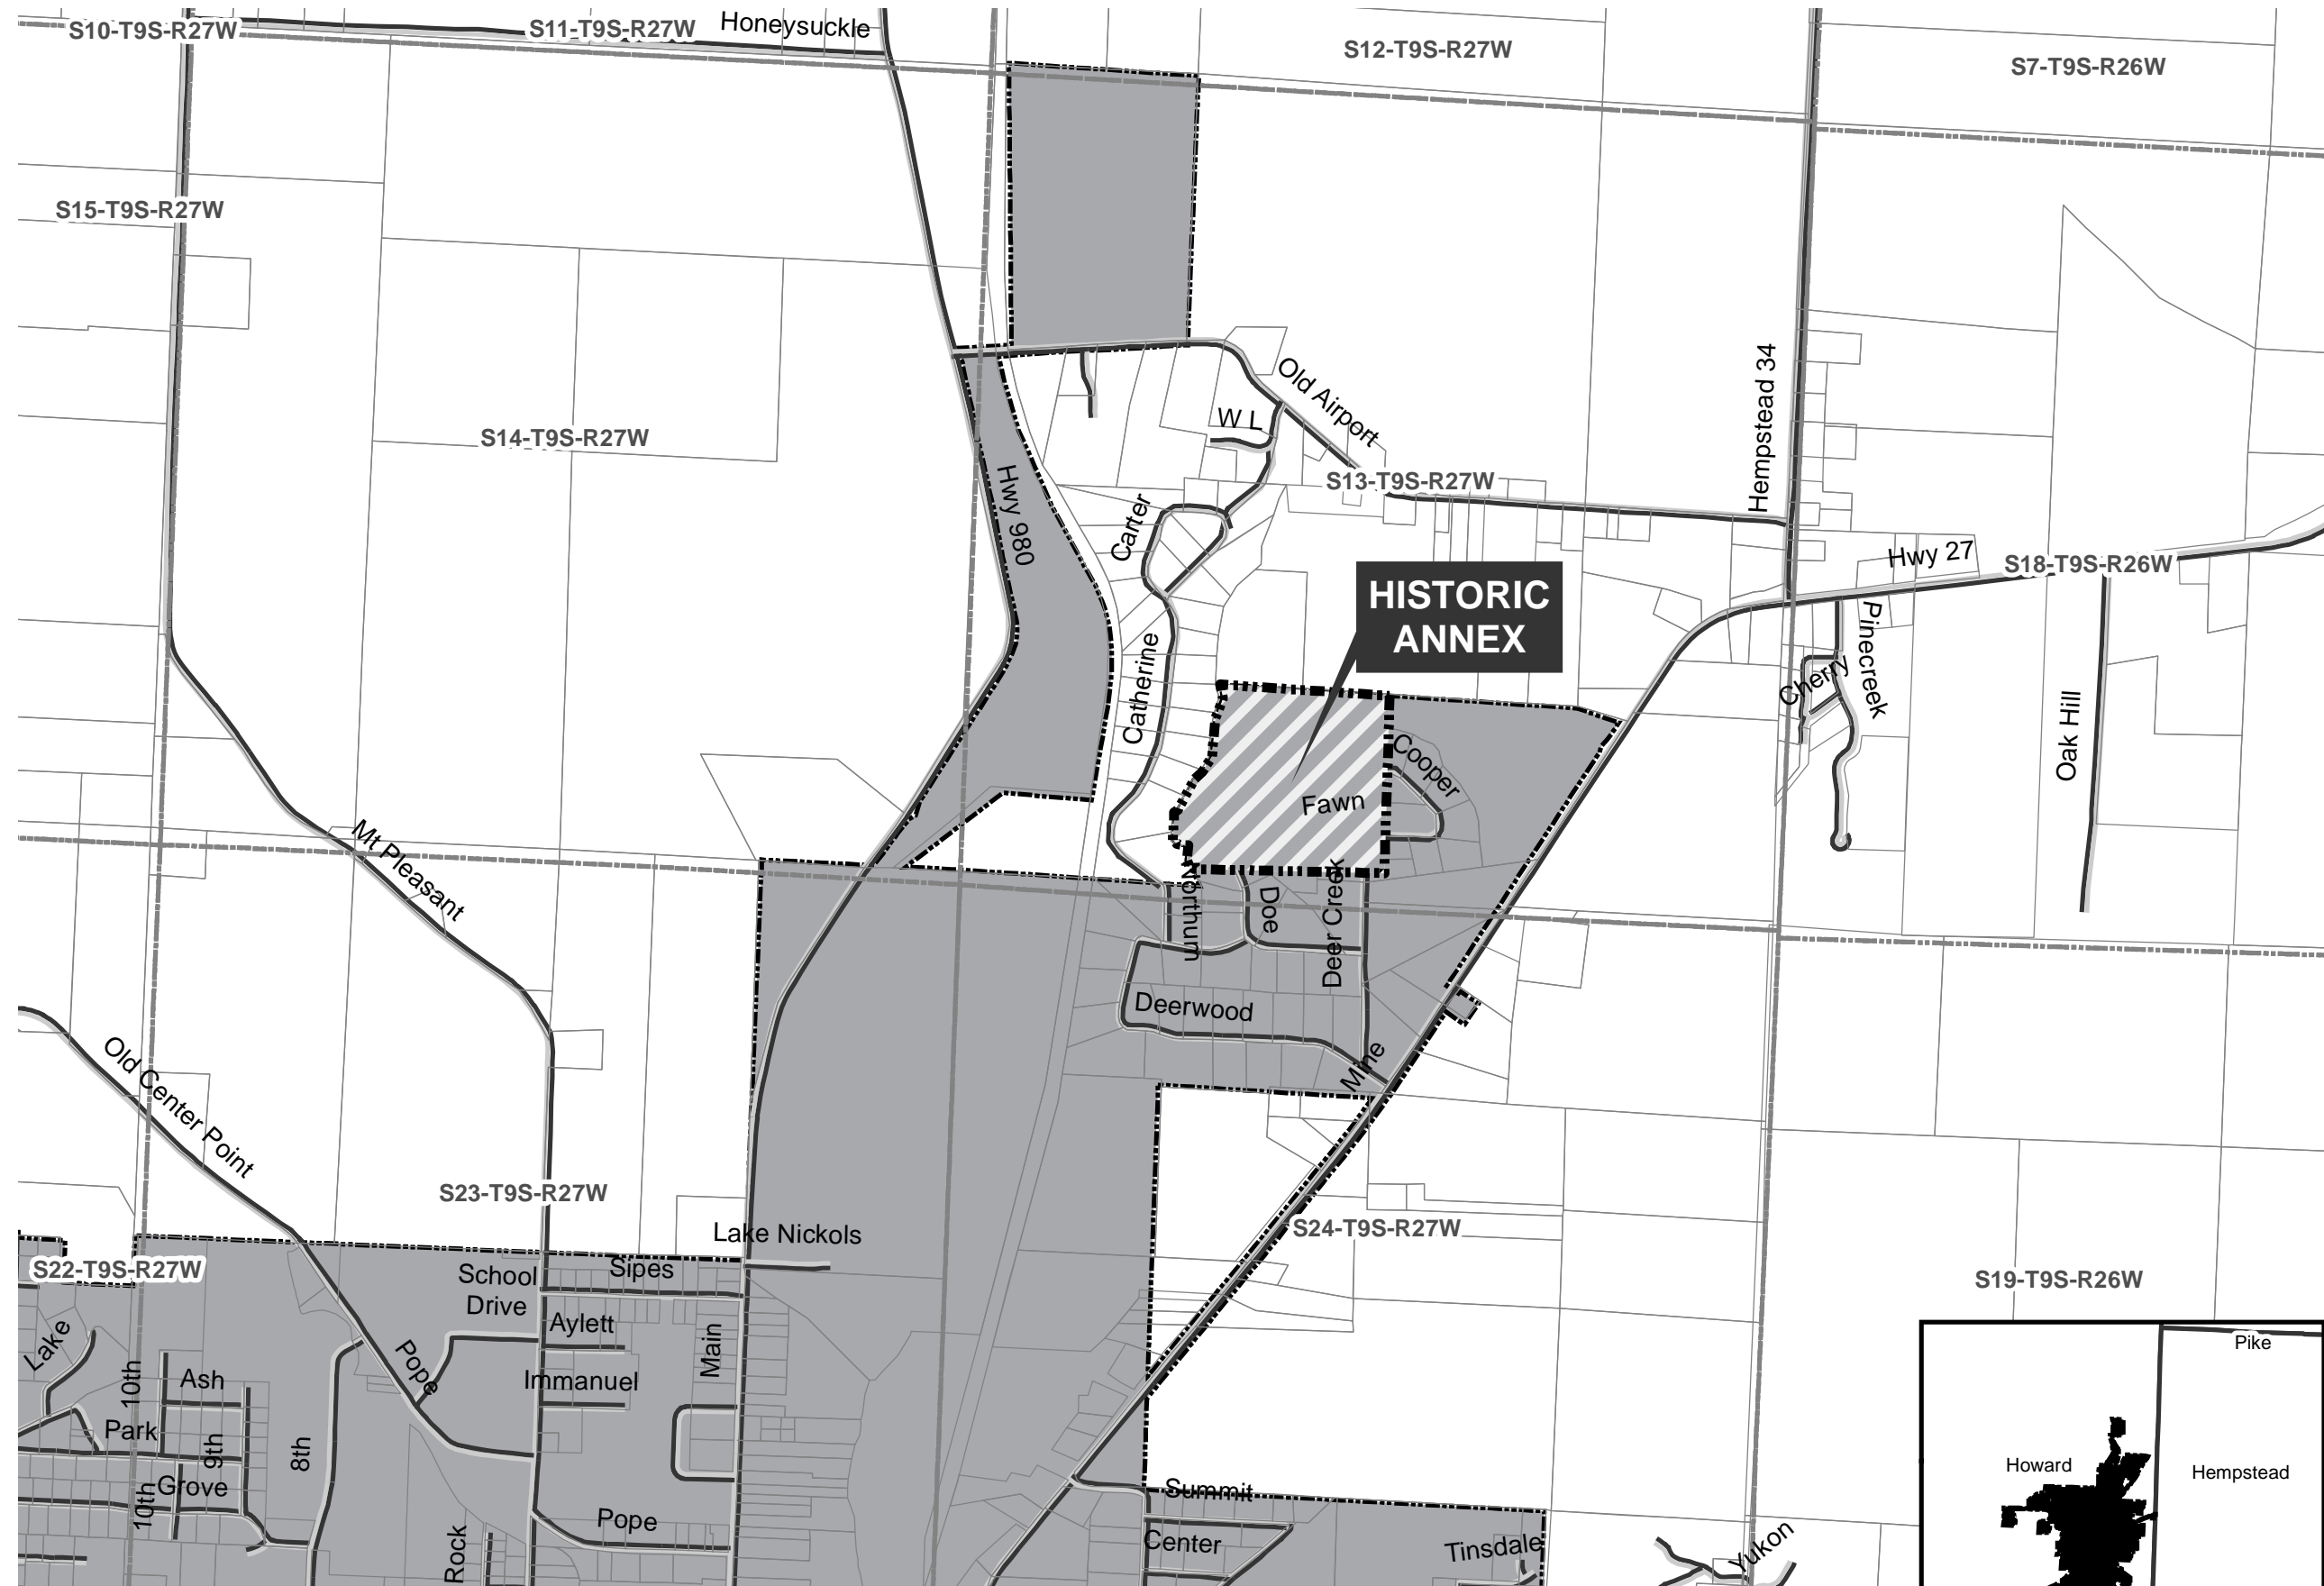 S10-T9S-R27W
S11-T9S-R27W
Honeysuckle
S12-T9S-R27W
S7-T9S-R26W
S15-T9S-R27W
Old Airport
Hempstead 34
W L
S14-T9S-R27W
S13-T9S-R27W
Hwy 980
Carter
Hwy 27
S18-T9S-R26W
HISTORIC
ANNEX
Pinecreek
Cherry
Catherine
Oak Hill
Cooper
Fawn
Mt Pleasant
Doe
Deer Creek
Deerwood
Mine
Old Center Point
S23-T9S-R27W
Lake Nickols
S24-T9S-R27W
S22-T9S-R27W
School
Drive
Sipes
S19-T9S-R26W
Aylett
Main
Lake
Pope
Pike
10th
Ash
Immanuel
Park
9th
8th
Howard
Hempstead
Grove
10th
Summit
Pope
Rock
Center
Tinsdale
Yukon